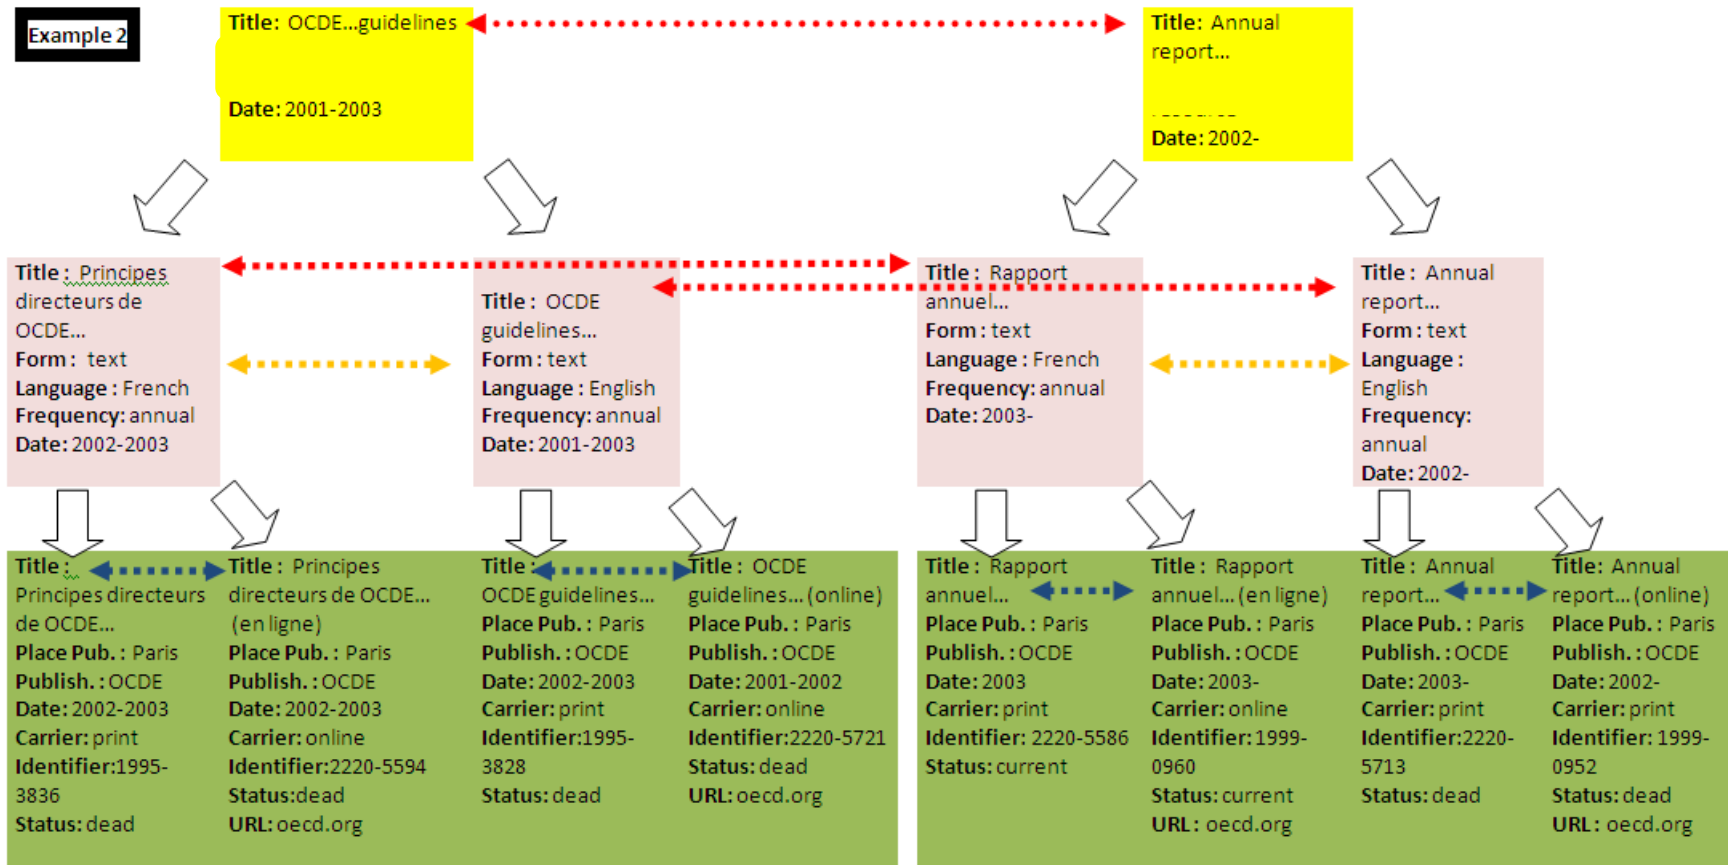 Example 2
Title: OCDE...guidelines
Date: 2001-2003
Title: Annual
report...
Date: 2002-
Title : Principes
directeurs de
OCDE...
Form : text
Language : French
Frequency: annual
Date: 2002-2003
Title : OCDE
guidelines...
Form : text
Language : English
Frequency: annual
Date: 2001-2003
Title : Rapport
annuel...
Form : text
Language : French
Frequency: annual
Date: 2003-
Title : Annual
report...
Form : text
Language :
English
Frequency:
annual
Date: 2002-
Title :
Principes directeurs
de OCDE...
Place Pub. : Paris
Publish. : OCDE
Date: 2002-2003
Carrier: print
Identifier:1995-
3836
Status: dead
Title : Principes
directeurs de OCDE...
(en ligne)
Place Pub. : Paris
Publish. : OCDE
Date: 2002-2003
Carrier: online
Identifier:2220-5594
Status:dead
URL: oecd.org
Title :
OCDE guidelines...
Place Pub. : Paris
Publish. : OCDE
Date: 2002-2003
Carrier: print
Identifier:1995-
3828
Status: dead
Title : OCDE
guidelines... (online)
Place Pub. : Paris
Publish. : OCDE
Date: 2001-2002
Carrier: online
Identifier:2220-5721
Status: dead
URL: oecd.org
Title : Rapport
annuel...
Place Pub. : Paris
Publish. : OCDE
Date: 2003
Carrier: print
Identifier: 2220-5586
Status: current
Title : Rapport
annuel... (en ligne)
Place Pub. : Paris
Publish. : OCDE
Date: 2003-
Carrier: online
Identifier: 1999-
0960
Status: current
URL : oecd.org
Title : Annual
report...
Place Pub. : Paris
Publish. : OCDE
Date: 2003-
Carrier: print
Identifier:2220-
5713
Status: dead
Title: Annual
report... (online)
Place Pub. : Paris
Publish. : OCDE
Date: 2002-
Carrier: print
Identifier: 1999-
0952
Status: dead
URL: oecd.org